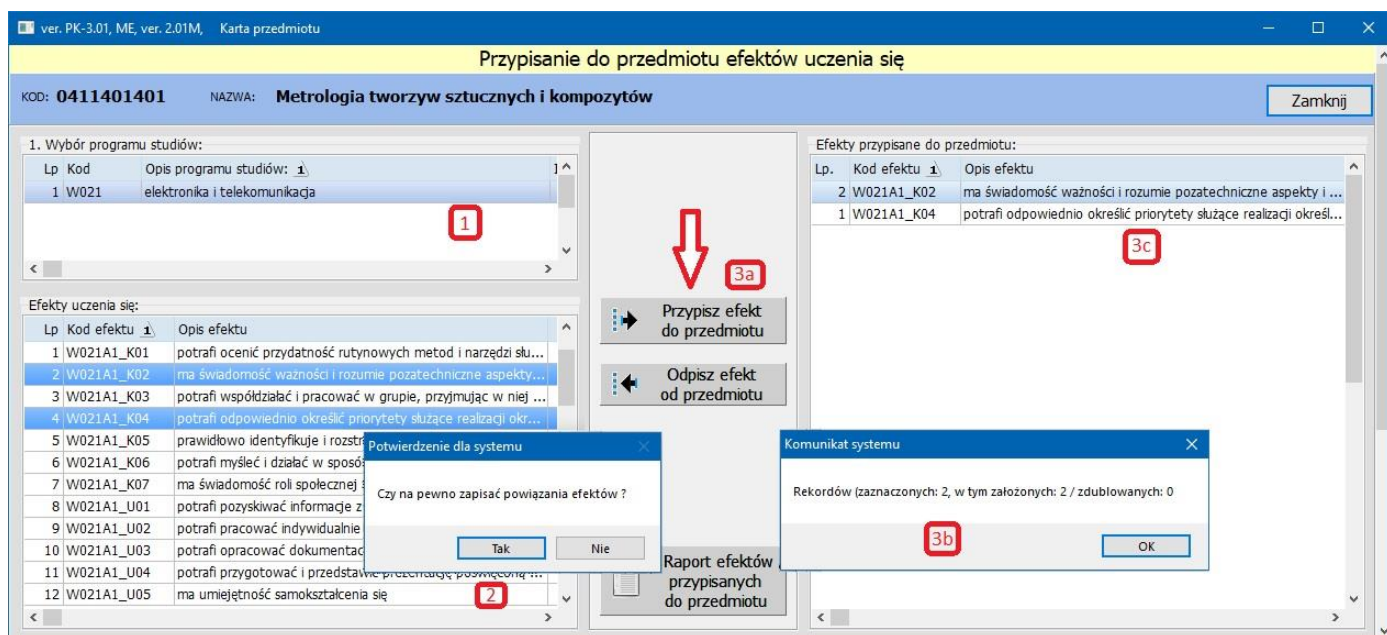 ver. PK-3.01, ME, ver. 2.01M, Karta przedmiotu
Przypisanie do przedmiotu efektów uczenia się
KOD: 0411401401 NAZWA: Metrologia tworzyw sztucznych i kompozytów
Zamknij
1. Wybór programu studiów:
Lp Kod Opis programu studiów: 1
1 W021 elektronika i telekomunikacja
1
Efekty uczenia się:
Lp Kod efektu 1 Opis efektu
1 W021A1_K01 potrafi ocenić przydatność rutynowych metod i narzędzi słu...
2 W021A1_K02 ma świadomość ważności i rozumie pozatechniczne aspekty...
3 W021A1_K03 potrafi współdziałać i pracować w grupie, przyjmując w niej ...
4 W021A1_K04 potrafi odpowiednio określić priorytety służące realizacji okr...
5 W021A1_K05 prawidłowo identyfikuje i rozstr
6 W021A1_K06 potrafi myśleć i działać w sposó
7 W021A1_K07 ma świadomość roli społecznej
8 W021A1_U01 potrafi pozyskiwać informacje z
9 W021A1_U02 potrafi pracować indywidualnie
10 W021A1_U03 potrafi opracować dokumentac
11 W021A1_U04 potrafi przygotować i przedstawić prezentację poświęconą ...
12 W021A1_U05 ma umiejętność samokształcenia się
2
3a
Przypisz efekt
do przedmiotu
Odpisz efekt
od przedmiotu
Potwierdzenie dla systemu
Czy na pewno zapisać powiązania efektów ?
Tak Nie
Raport efektów
przypisanych
do przedmiotu
Efekty przypisane do przedmiotu:
Lp. Kod efektu 1 Opis efektu
2 W021A1_K02 ma świadomość ważności i rozumie pozatechniczne aspekty i ...
1 W021A1_K04 potrafi odpowiednio określić priorytety służące realizacji określ...
3c
Komunikat systemu
Rekordów (zaznaczonych: 2, w tym założonych: 2 / zdublowanych: 0
3b
OK